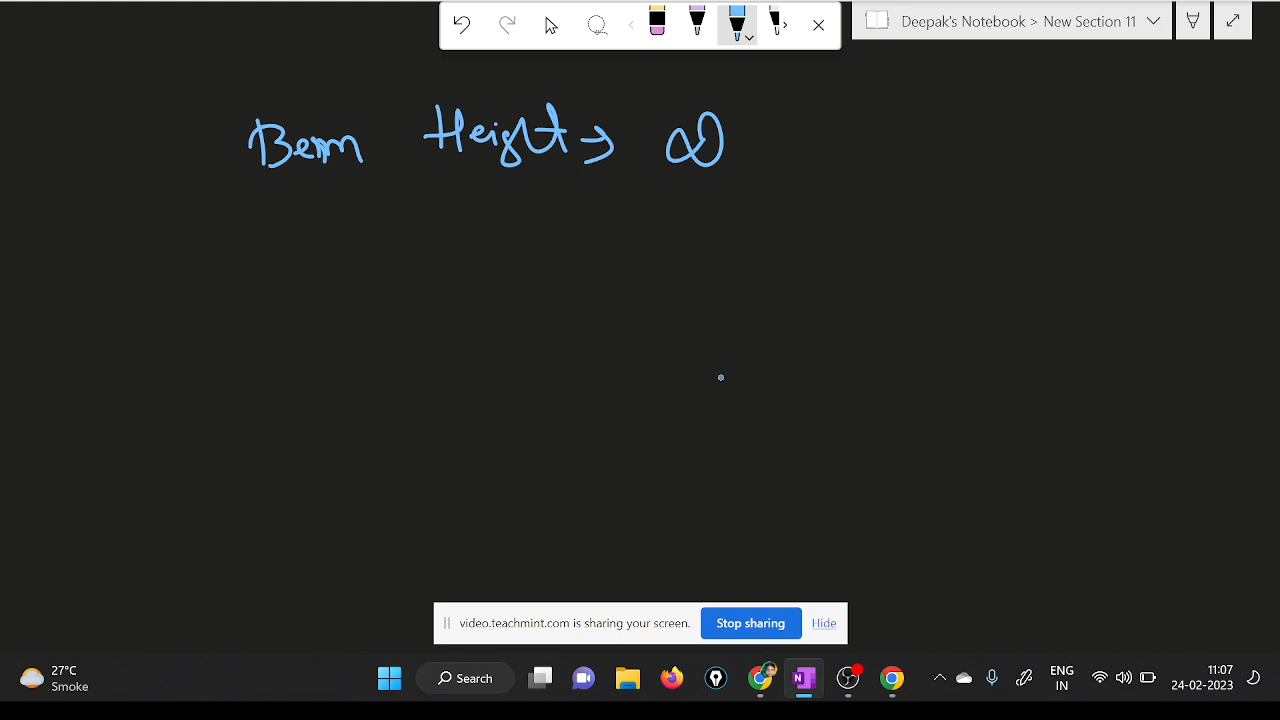 Deepak's Notebook > New Section 11
Berm Height → ∞
video.teachmint.com is sharing your screen. Stop sharing Hide
27°C
Smoke
Search
ENG
IN
11:07
24-02-2023